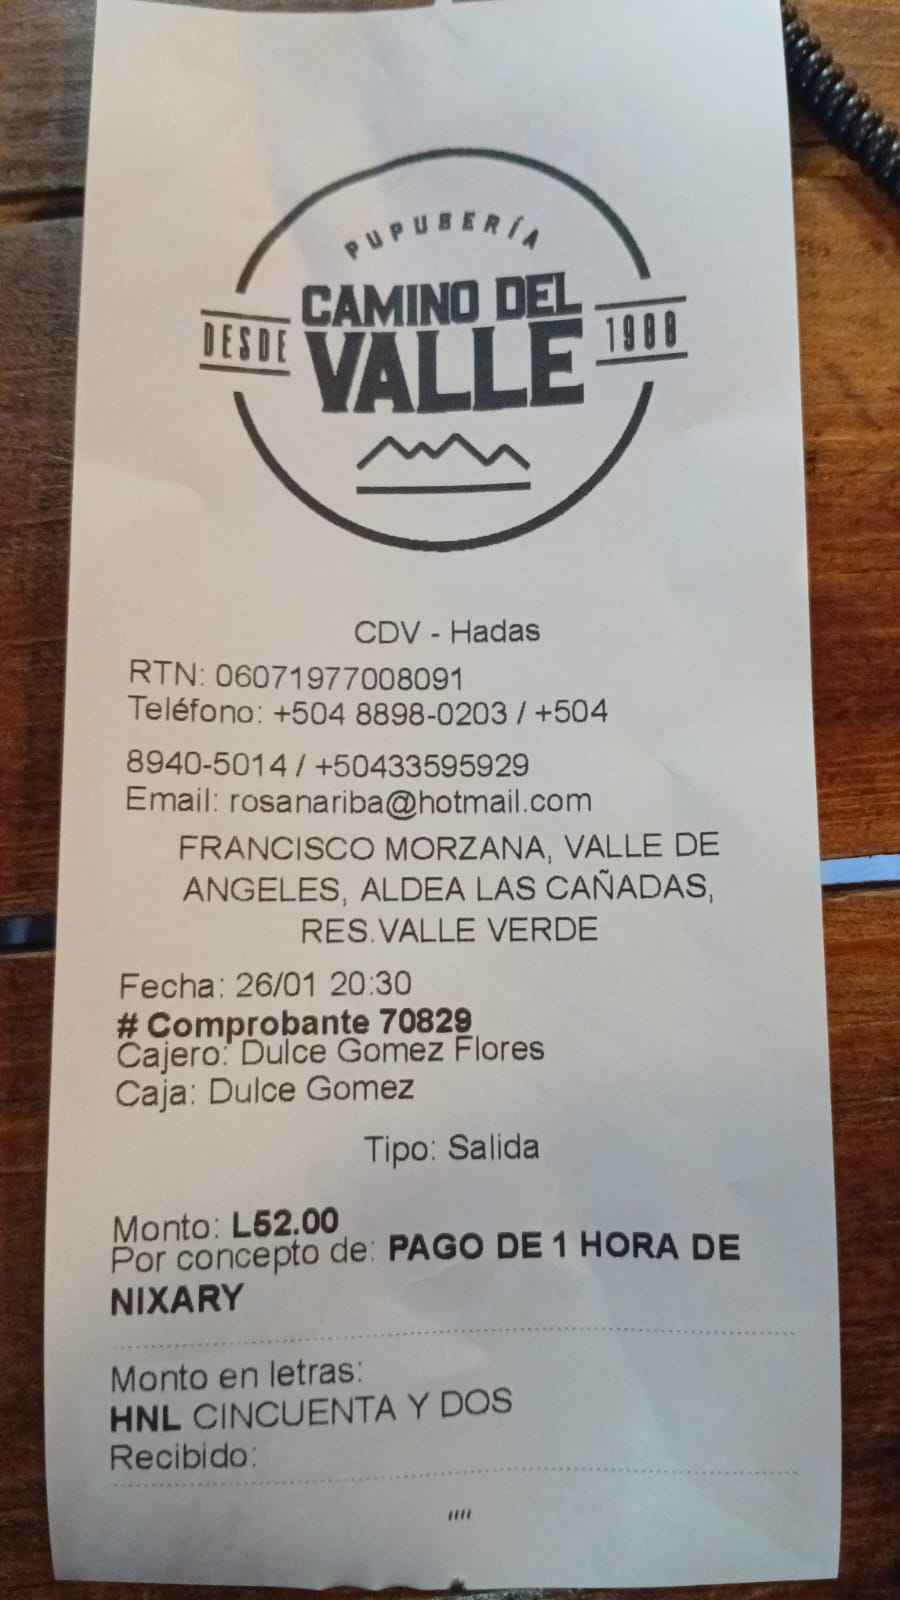 PUPUSERÍA
CAMINO DEL
DESDE VALLE 1988
CDV - Hadas
RTN: 06071977008091
Teléfono: +504 8898-0203 / +504
8940-5014 / +50433595929
Email: rosanariba@hotmail.com
FRANCISCO MORZANA, VALLE DE
ANGELES, ALDEA LAS CAÑADAS,
RES.VALLE VERDE
Fecha: 26/01 20:30
# Comprobante 70829
Cajero: Dulce Gomez Flores
Caja: Dulce Gomez
Tipo: Salida
Monto: L52.00
Por concepto de: PAGO DE 1 HORA DE
NIXARY
Monto en letras:
HNL CINCUENTA Y DOS
Recibido:
""